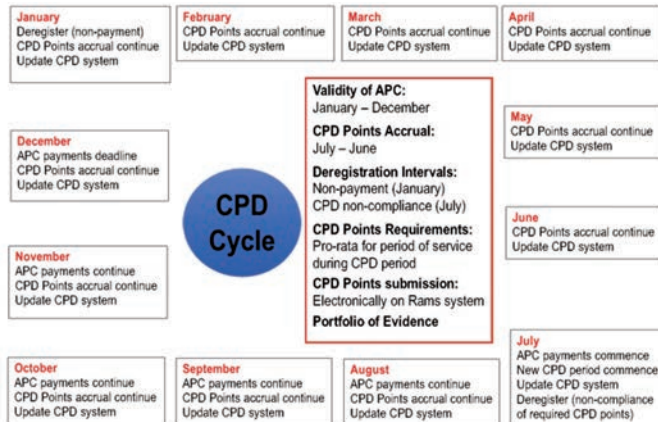 January
Deregister (non-payment)
CPD Points accrual continue
Update CPD system
February
CPD Points accrual continue
Update CPD system
March
CPD Points accrual continue
Update CPD system
April
CPD Points accrual continue
Update CPD system
Validity of APC:
January – December
CPD Points Accrual:
July – June
Deregistration Intervals:
Non-payment (January)
CPD non-compliance (July)
CPD Points Requirements:
Pro-rata for period of service
during CPD period
CPD Points submission:
Electronically on Rams system
Portfolio of Evidence
May
CPD Points accrual continue
Update CPD system
December
APC payments deadline
CPD Points accrual continue
Update CPD system
CPD
Cycle
June
CPD Points accrual continue
Update CPD system
November
APC payments continue
CPD Points accrual continue
Update CPD system
October
APC payments continue
CPD Points accrual continue
Update CPD system
September
APC payments continue
CPD Points accrual continue
Update CPD system
August
APC payments continue
CPD Points accrual continue
Update CPD system
July
APC payments commence
New CPD period commence
Update CPD system
Deregister (non-compliance
of required CPD points)